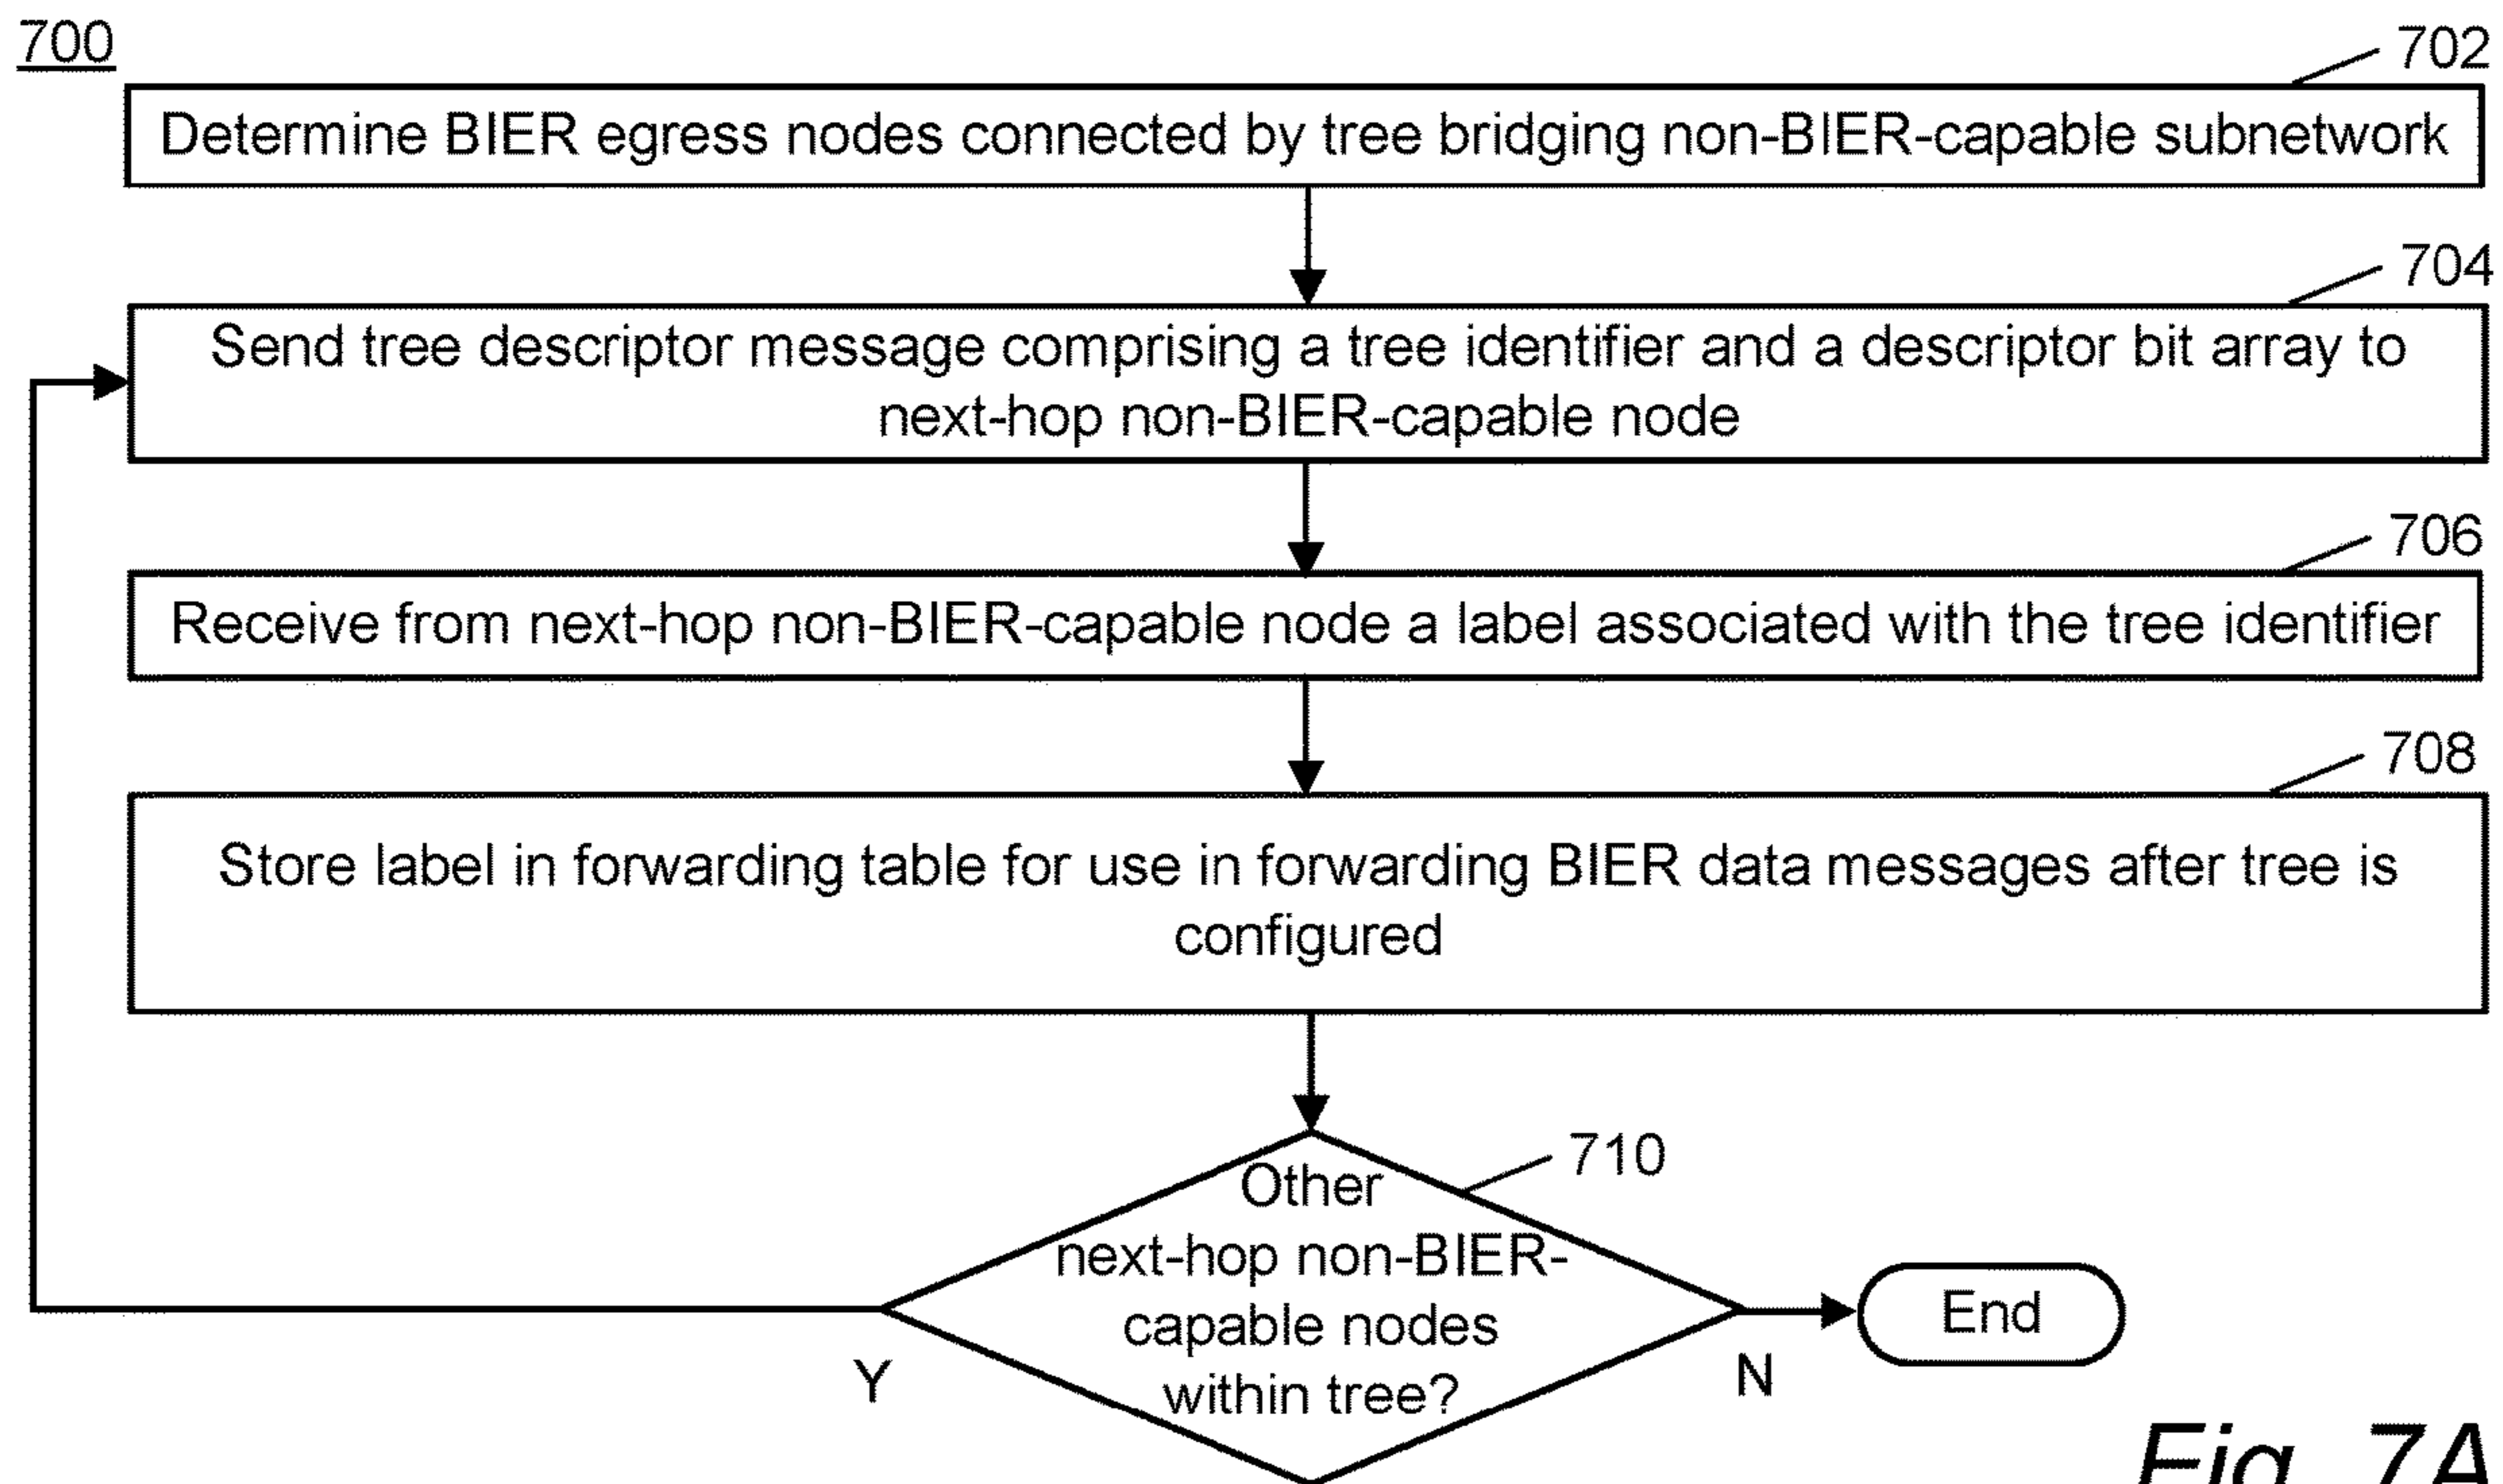 700
702
Determine BIER egress nodes connected by tree bridging non-BIER-capable subnetwork
704
Send tree descriptor message comprising a tree identifier and a descriptor bit array to
next-hop non-BIER-capable node
706
Receive from next-hop non-BIER-capable node a label associated with the tree identifier
708
Store label in forwarding table for use in forwarding BIER data messages after tree is
configured
710
Other
next-hop non-BIER-
capable nodes
within tree?
Y
N
End
Fig. 7A